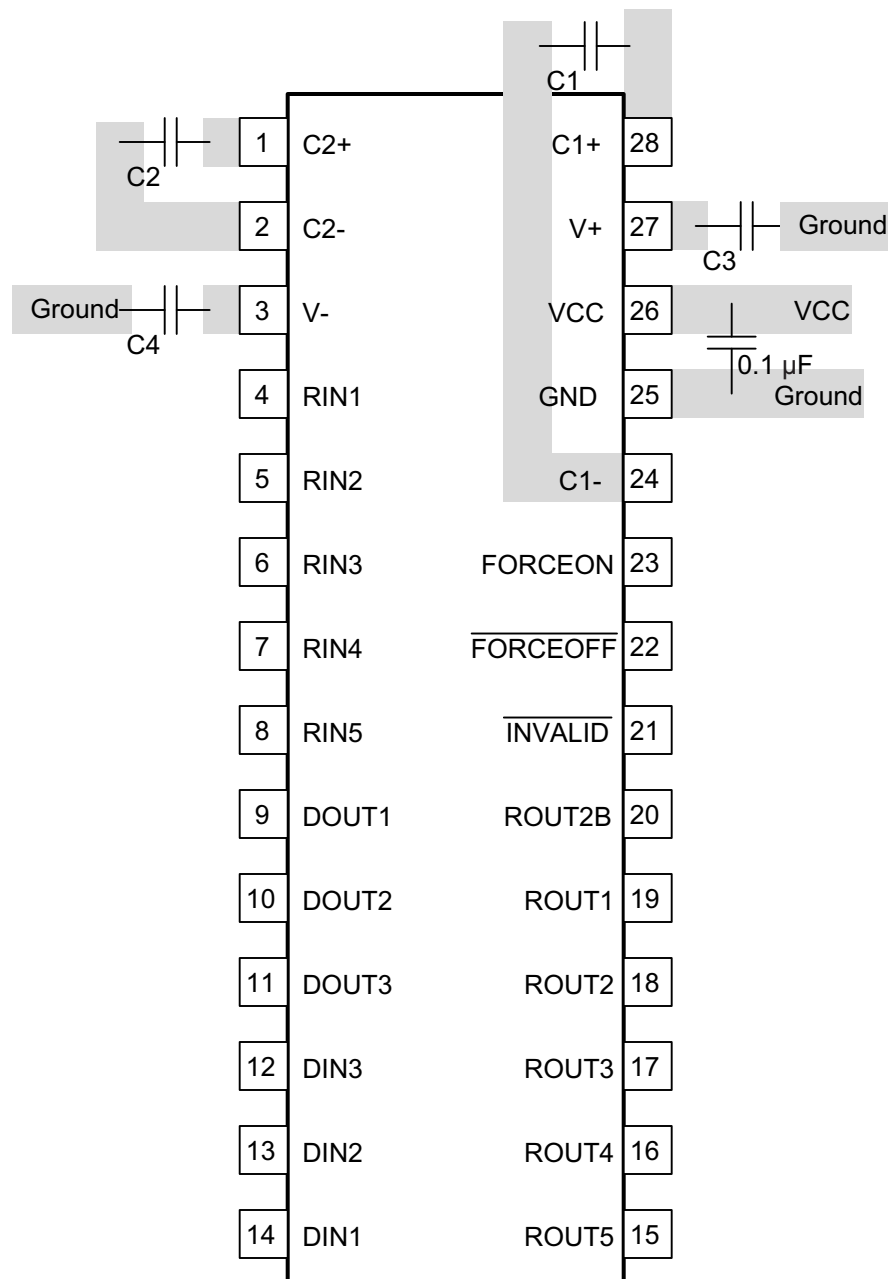 C1
1 C2+ C1+ 28
C2
2 C2- V+ 27 Ground
C3
Ground 3 V- VCC 26 VCC
C4
0.1 µF
4 RIN1 GND 25 Ground
5 RIN2 C1- 24
6 RIN3 FORCEON 23
7 RIN4 FORCEOFF 22
8 RIN5 INVALID 21
9 DOUT1 ROUT2B 20
10 DOUT2 ROUT1 19
11 DOUT3 ROUT2 18
12 DIN3 ROUT3 17
13 DIN2 ROUT4 16
14 DIN1 ROUT5 15